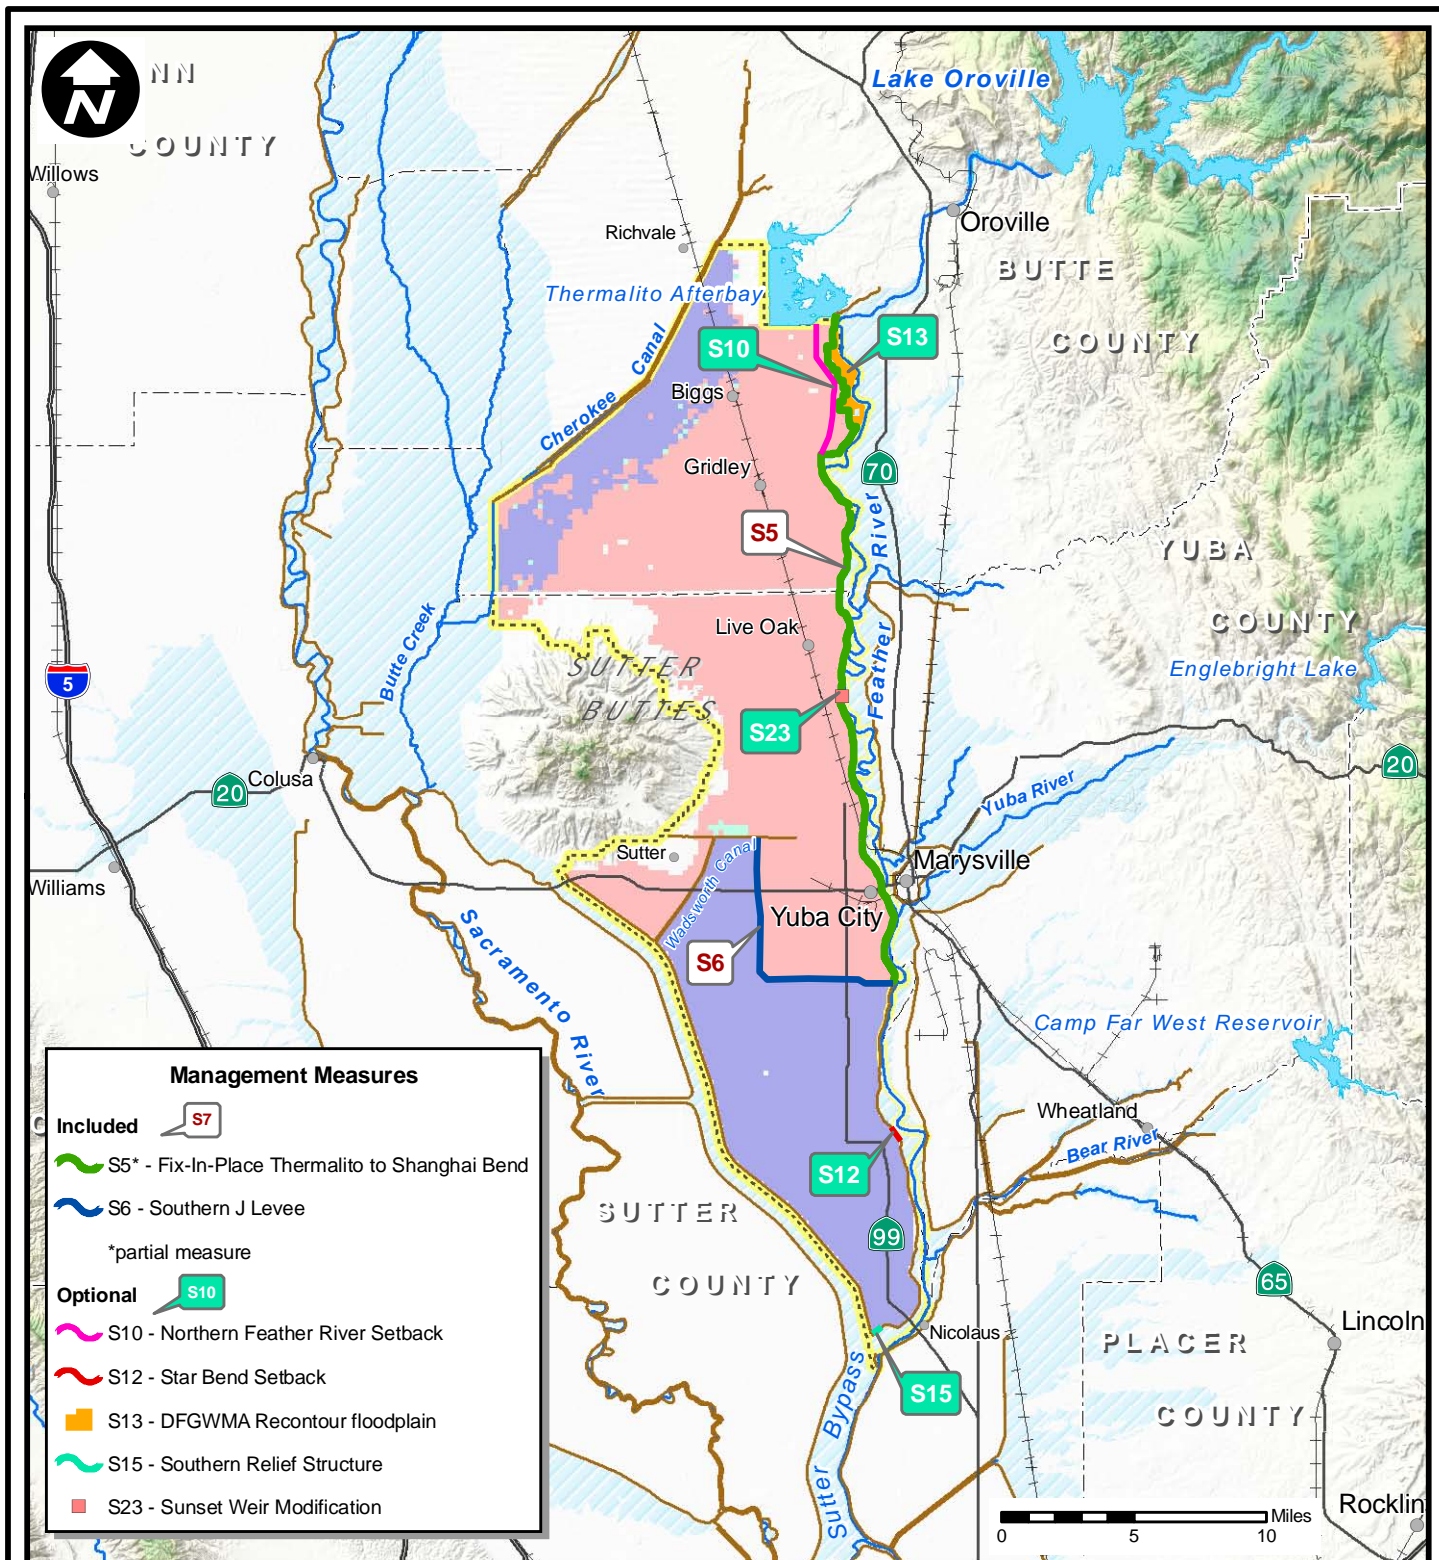 N
NN
COUNTY
Lake Oroville
Willows
Richvale
Oroville
BUTTE
COUNTY
Thermalito Afterbay
S10
S13
Cherokee Canal
Biggs
Gridley
70
S5
Feather River
YUBA
COUNTY
Butte Creek
Live Oak
Englebright Lake
SUTTER
BUTTES
5
S23
20
Colusa
20
Yuba River
Sutter
Wadsworth Canal
Marysville
Williams
Yuba City
Sacramento River
S6
Camp Far West Reservoir
Wheatland
Bear River
S12
SUTTER
COUNTY
99
65
Nicolaus
Lincoln
PLACER
COUNTY
S15
Sutter Bypass
Rocklin
Management Measures
Included S7
S5* - Fix-In-Place Thermalito to Shanghai Bend
S6 - Southern J Levee
*partial measure
Optional S10
S10 - Northern Feather River Setback
S12 - Star Bend Setback
S13 - DFGWMA Recontour floodplain
S15 - Southern Relief Structure
S23 - Sunset Weir Modification
Miles
0 5 10